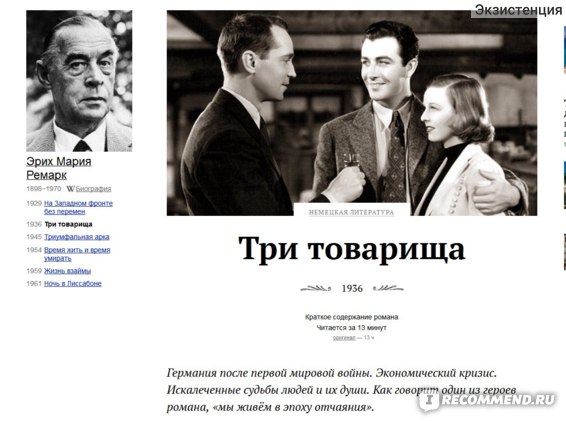 Экзистенция
Эрих Мария
Ремарк
1898–1970 W Биография
1929 На Западном фронте
без перемен
1936 Три товарища
1945 Триумфальная арка
1954 Время жить и время
умирать
1959 Жизнь взаймы
1961 Ночь в Лиссабоне
НЕМЕЦКАЯ ЛИТЕРАТУРА
Три товарища
1936
Краткое содержание романа
Читается за 13 минут
оригинал — 13 ч
Германия после первой мировой войны. Экономический кризис.
Искалеченные судьбы людей и их души. Как говорит один из героев
романа, «мы живём в эпоху отчаяния».
I RECOMMEND.RU